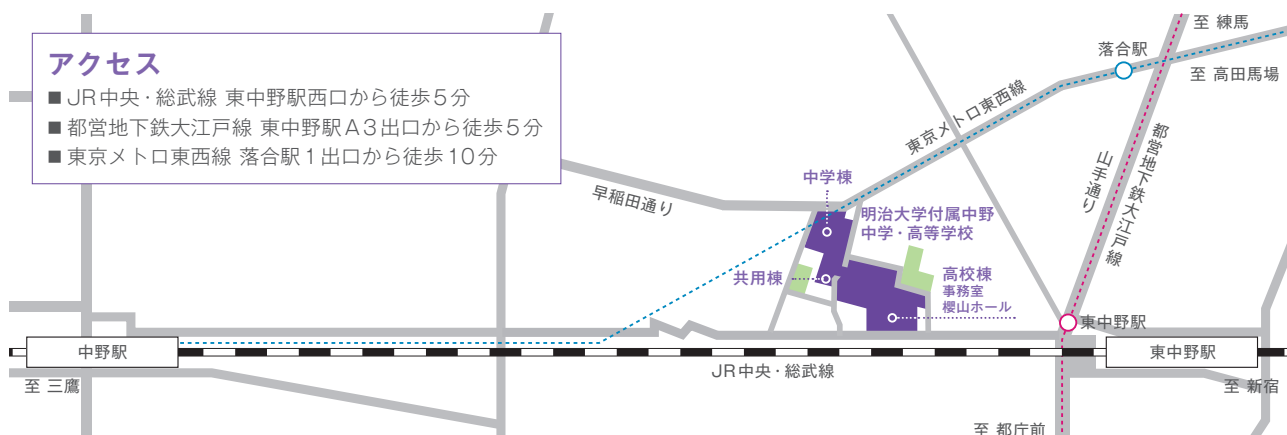 アクセス
■ JR中央・総武線 東中野駅西口から徒歩5分
■ 都営地下鉄大江戸線 東中野駅A3出口から徒歩5分
■ 東京メトロ東西線 落合駅1出口から徒歩10分
至 練馬
落合駅
至 高田馬場
東京メトロ東西線
都営地下鉄大江戸線
山手通り
早稲田通り
中学棟
明治大学付属中野
中学・高等学校
共用棟
高校棟
事務室
櫻山ホール
東中野駅
中野駅
東中野駅
JR中央・総武線
至 三鷹
至 新宿
至 都庁前